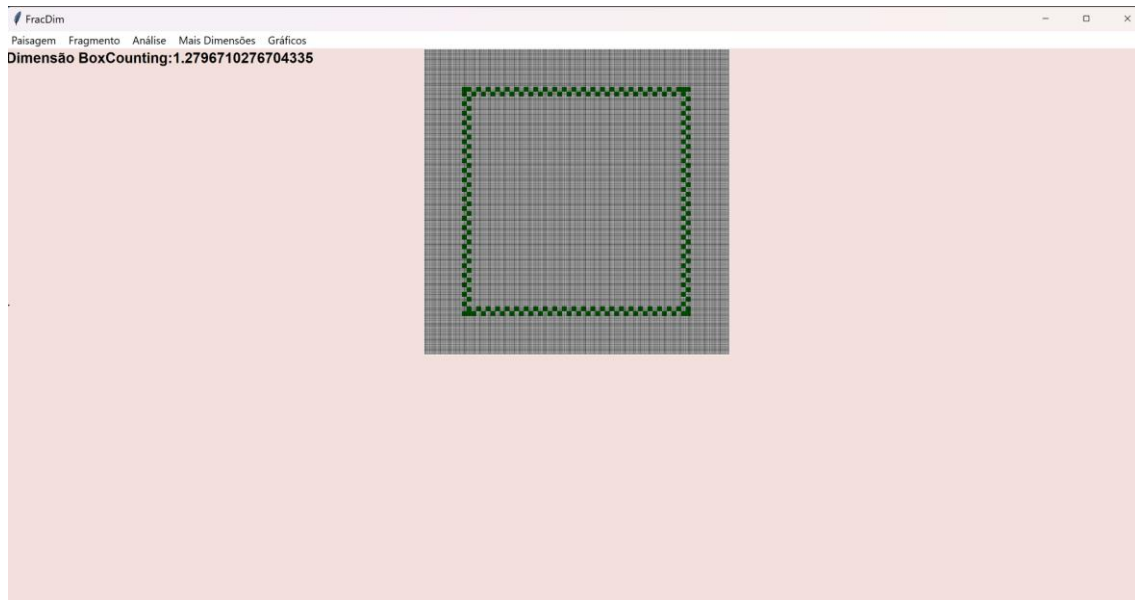 FracDim
Paisagem Fragmento Análise Mais Dimensões Gráficos
Dimensão BoxCounting:1.2796710276704335